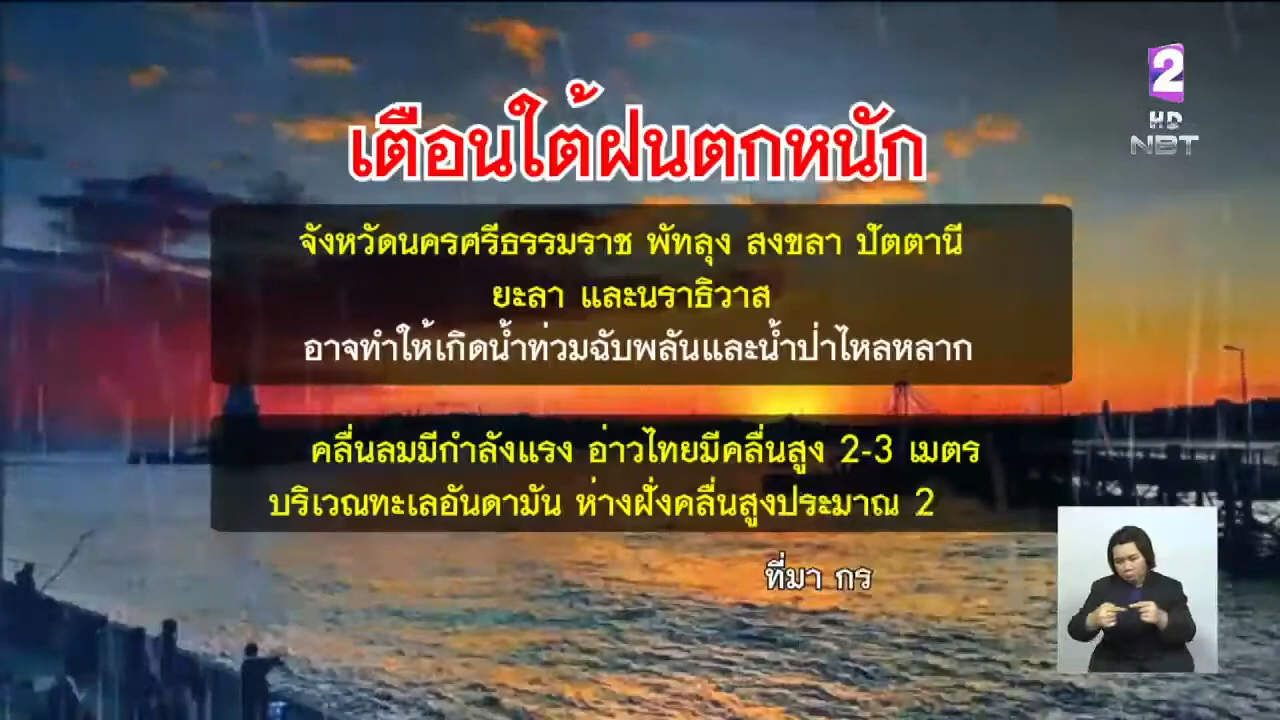 2
HD
NBT
เตือนใต้ฝนตกหนัก
จังหวัดนครศรีธรรมราช พัทลุง สงขลา ปัตตานี
ยะลา และนราธิวาส
อาจทำให้เกิดน้ำท่วมฉับพลันและน้ำป่าไหลหลาก
คลื่นลมมีกำลังแรง อ่าวไทยมีคลื่นสูง 2-3 เมตร
บริเวณทะเลอันดามัน ห่างฝั่งคลื่นสูงประมาณ 2
ที่มา กร